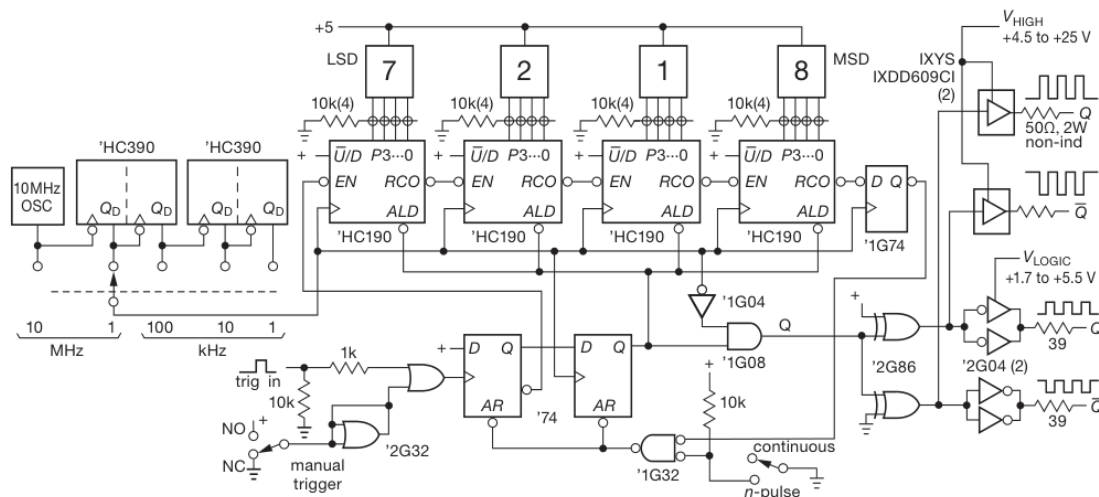 +5
LSD
7
2
1
8
MSD
10k(4)
10k(4)
10k(4)
10k(4)
V_HIGH
+4.5 to +25 V
IXYS
IXDD609CI
(2)
50Ω, 2W
non-ind
Q
Q̅
'HC390
'HC390
10MHz
OSC
Q_D
Q_D
Q_D
Q_D
+ U̅/D P3···0
EN RCO
ALD
'HC190
+ U̅/D P3···0
EN RCO
ALD
'HC190
+ U̅/D P3···0
EN RCO
ALD
'HC190
+ U̅/D P3···0
EN RCO
ALD
'HC190
D Q
'1G74
10 1 100 10 1
MHz kHz
'1G04
Q
'1G08
V_LOGIC
+1.7 to +5.5 V
+
'2G86
'2G04 (2)
39
Q
39
Q̅
trig in
1k
10k
NO
+
NC
manual
trigger
'2G32
+ D Q
AR
'74
D Q
AR
'1G32
+
10k
continuous
n-pulse